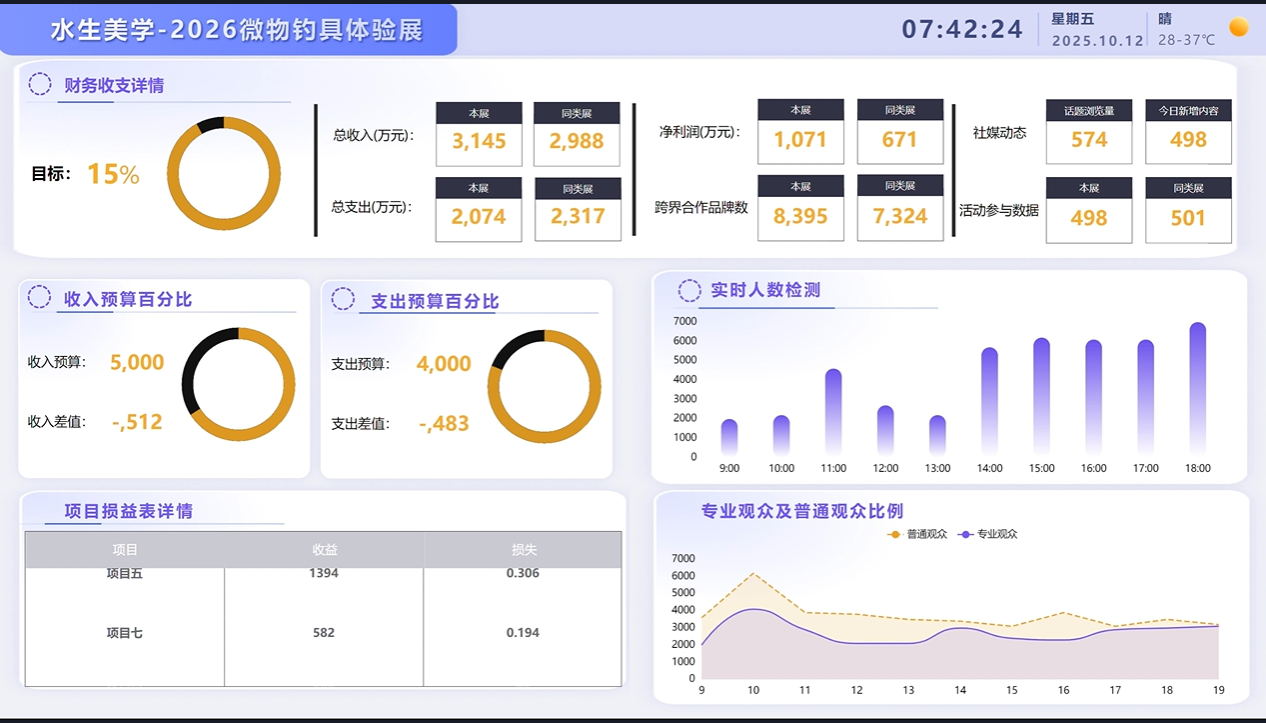 水生美学-2026微物钓具体验展
07:42:24
星期五
2025.10.12
晴
28-37℃
财务收支详情
目标: 15%
总收入(万元):
本展
3,145
同类展
2,988
总支出(万元):
本展
2,074
同类展
2,317
净利润(万元):
本展
1,071
同类展
671
跨界合作品牌数
本展
8,395
同类展
7,324
社媒动态
话题浏览量
574
今日新增内容
498
活动参与数据
本展
498
同类展
501
收入预算百分比
收入预算: 5,000
收入差值: -,512
支出预算百分比
支出预算: 4,000
支出差值: -,483
实时人数检测
7000
6000
5000
4000
3000
2000
1000
0
9:00 10:00 11:00 12:00 13:00 14:00 15:00 16:00 17:00 18:00
项目损益表详情
项目 收益 损失
项目五 1394 0.306
项目七 582 0.194
专业观众及普通观众比例
普通观众 专业观众
7000
6000
5000
4000
3000
2000
1000
0
9 10 11 12 13 14 15 16 17 18 19